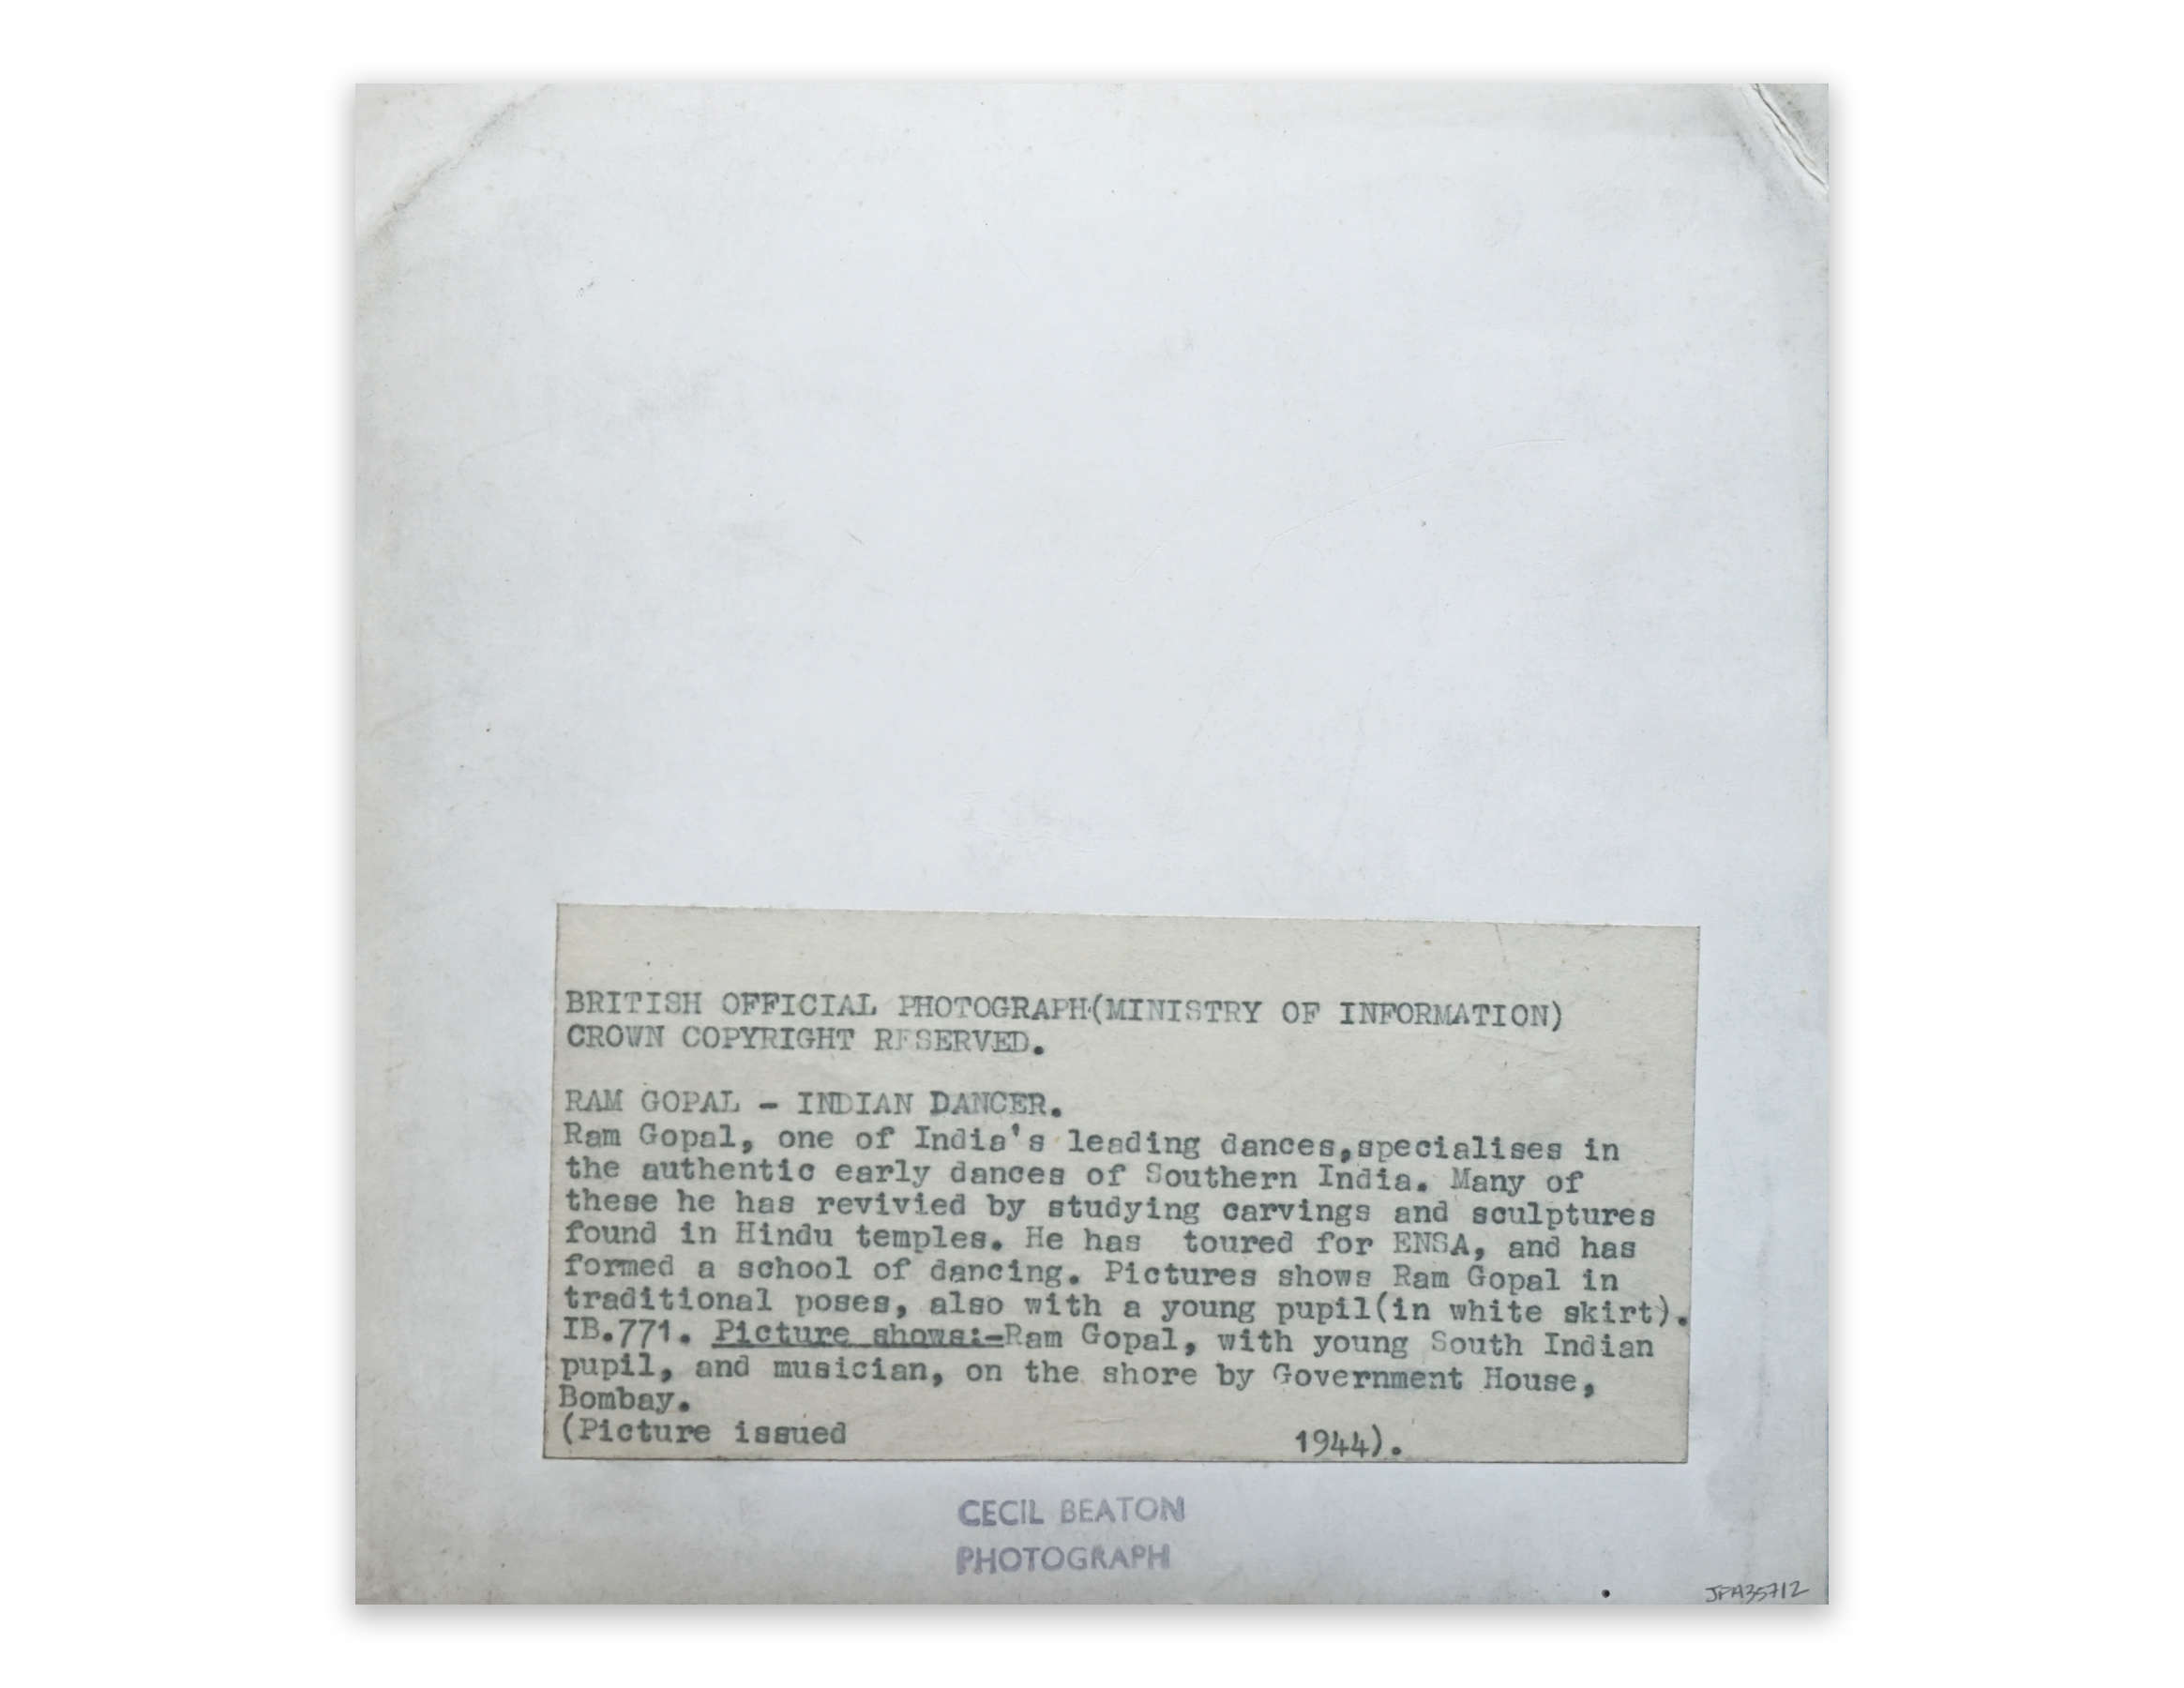 BRITISH OFFICIAL PHOTOGRAPH(MINISTRY OF INFORMATION)
CROWN COPYRIGHT RESERVED.
RAM GOPAL - INDIAN DANCER.
Ram Gopal, one of India's leading dances,specialises in
the authentic early dances of Southern India. Many of
these he has revivied by studying carvings and sculptures
found in Hindu temples. He has toured for ENSA, and has
formed a school of dancing. Pictures shows Ram Gopal in
traditional poses, also with a young pupil(in white skirt).
IB.771. Picture shows:-Ram Gopal, with young South Indian
pupil, and musician, on the shore by Government House,
Bombay.
(Picture issued 1944).
CECIL BEATON
PHOTOGRAPH
JFA35712